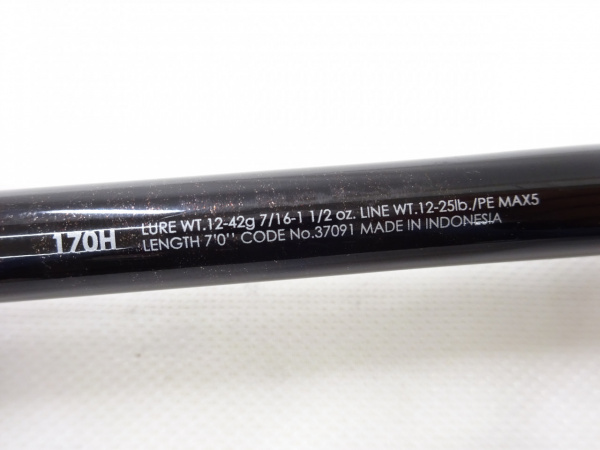 170H
LURE WT.12-42g 7/16-1 1/2 oz. LINE WT.12-25lb./PE MAX5
LENGTH 7'0'' CODE No.37091 MADE IN INDONESIA